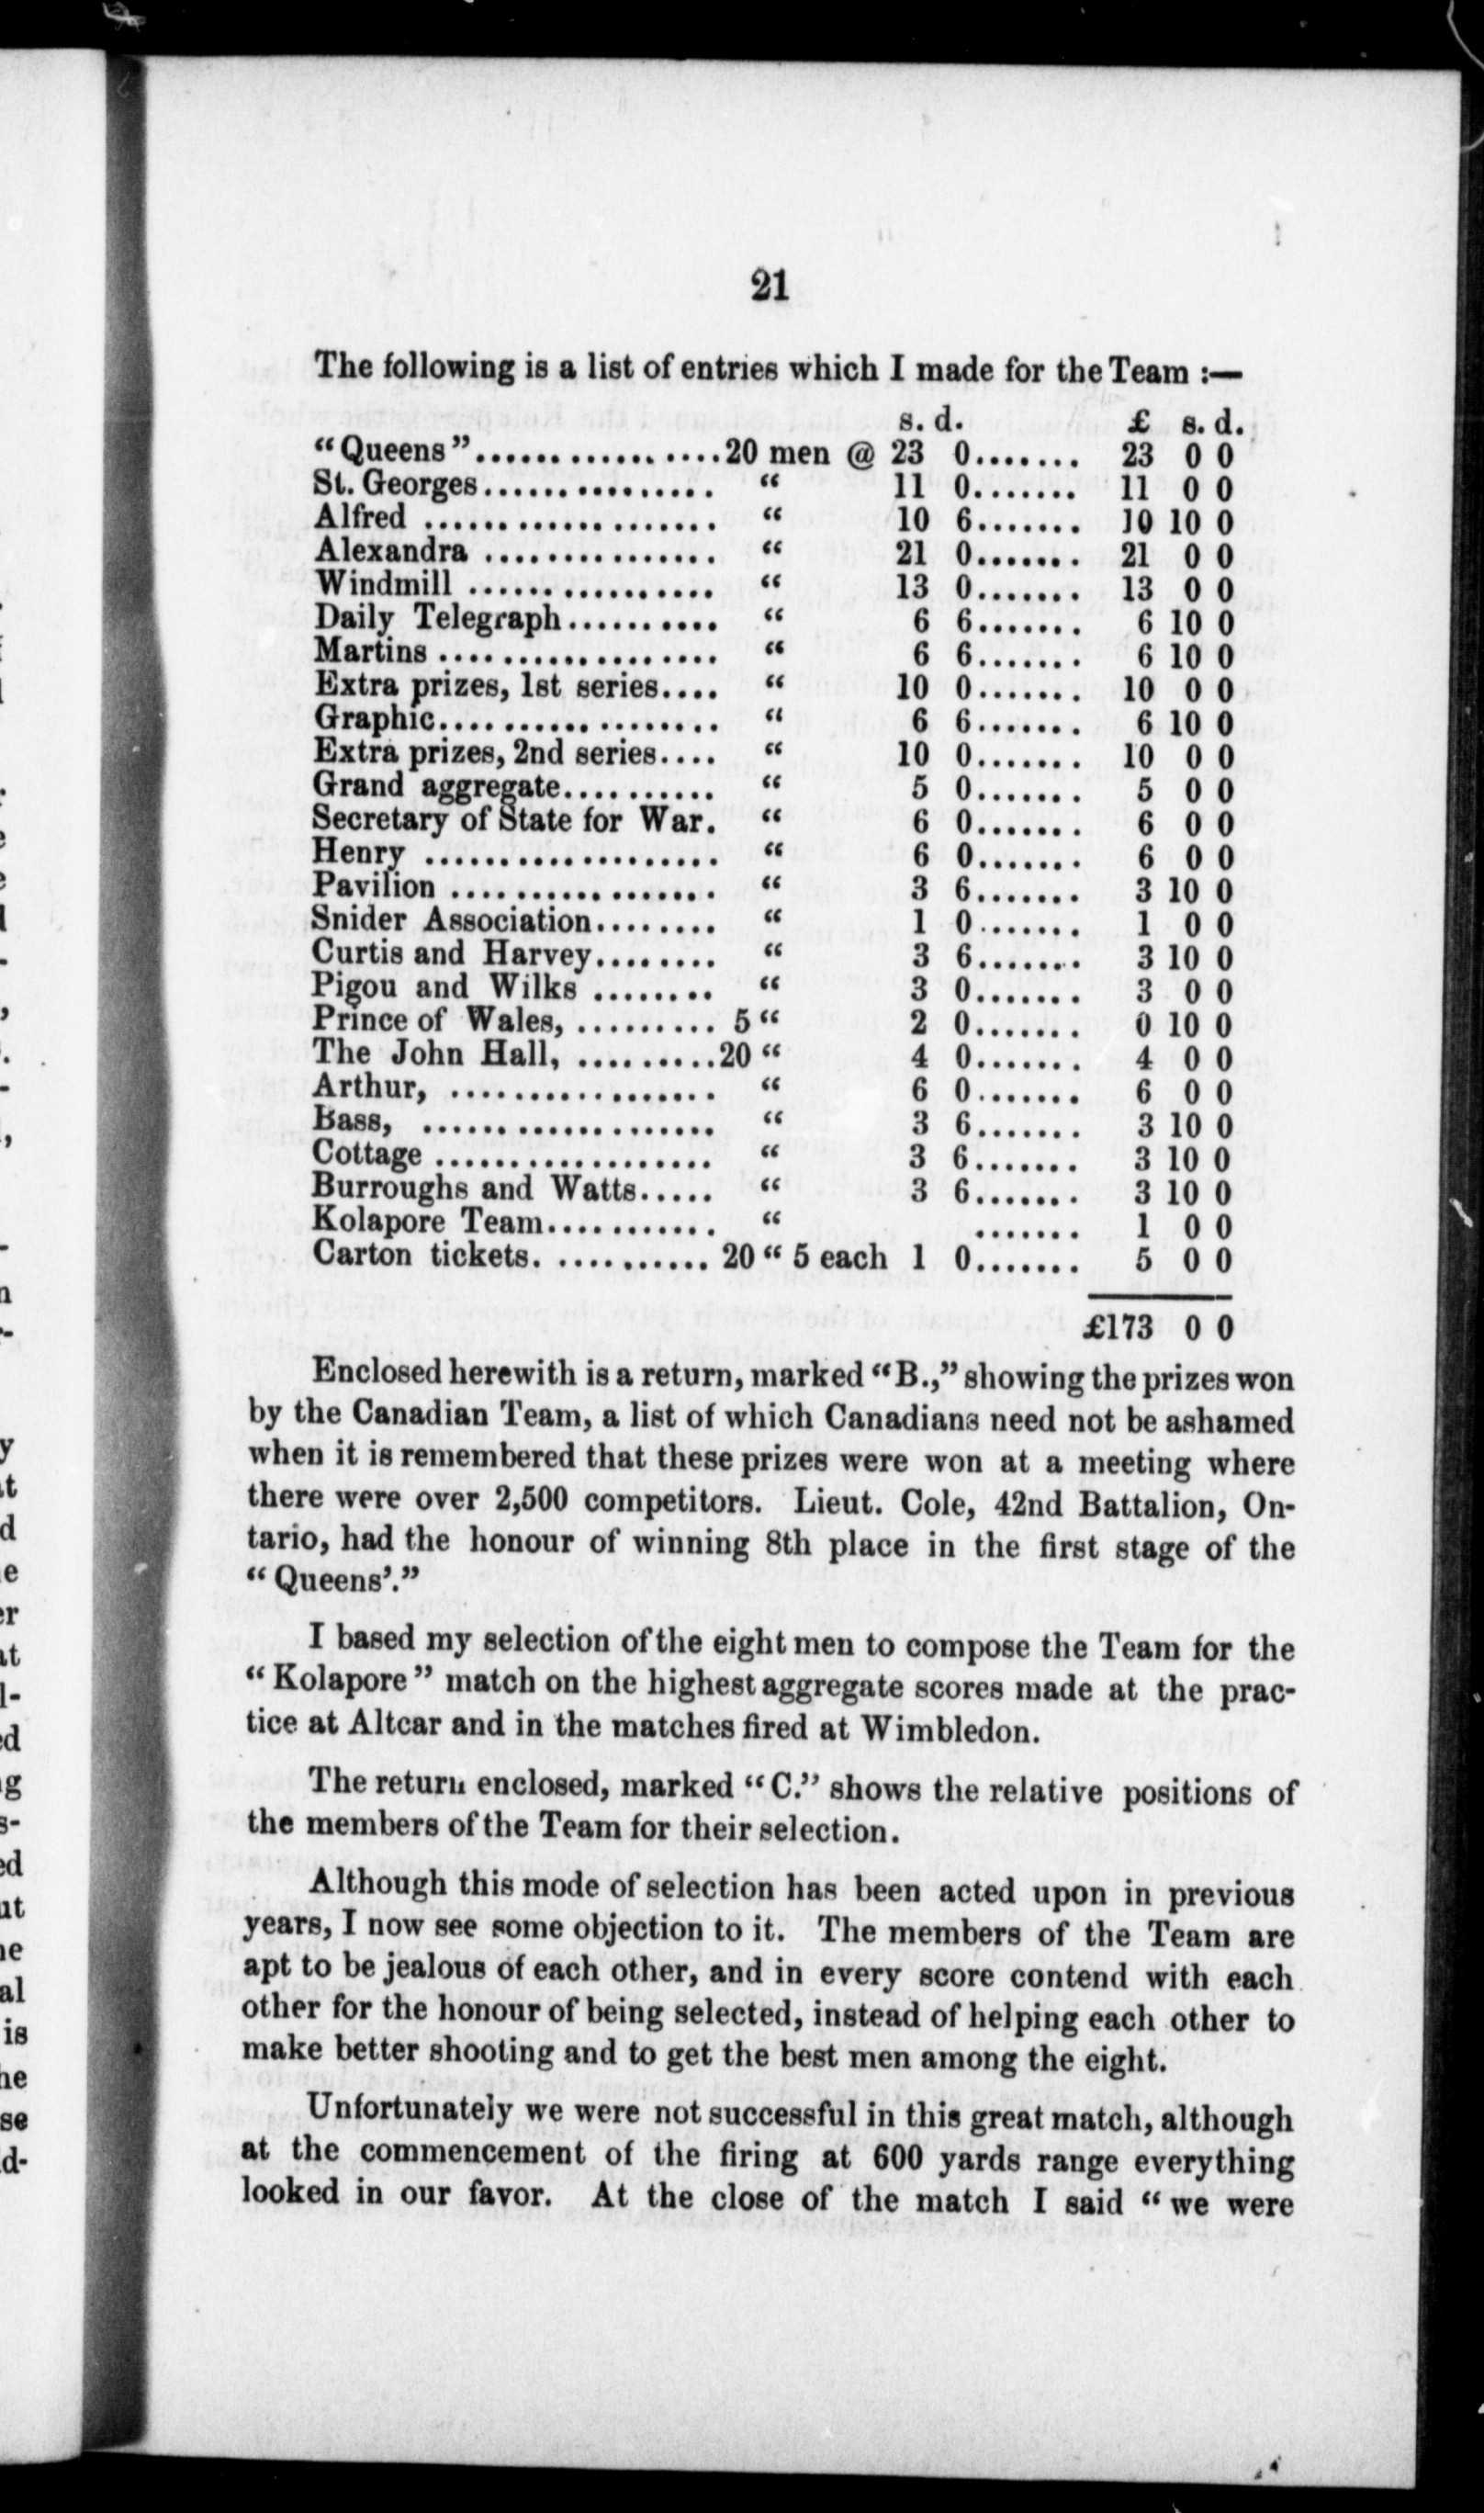 21
The following is a list of entries which I made for the Team :—
s. d. £ s. d.
"Queens"....................20 men @ 23 0....... 23 0 0
St. Georges................ " 11 0....... 11 0 0
Alfred .................... " 10 6....... 10 10 0
Alexandra ................ " 21 0....... 21 0 0
Windmill ................. " 13 0....... 13 0 0
Daily Telegraph.......... " 6 6....... 6 10 0
Martins ................... " 6 6....... 6 10 0
Extra prizes, 1st series.... " 10 0....... 10 0 0
Graphic................... " 6 6....... 6 10 0
Extra prizes, 2nd series.... " 10 0....... 10 0 0
Grand aggregate.......... " 5 0....... 5 0 0
Secretary of State for War. " 6 0....... 6 0 0
Henry .................... " 6 0....... 6 0 0
Pavilion .................. " 3 6....... 3 10 0
Snider Association........ " 1 0....... 1 0 0
Curtis and Harvey........ " 3 6....... 3 10 0
Pigou and Wilks ........ " 3 0....... 3 0 0
Prince of Wales, .......... 5 " 2 0....... 0 10 0
The John Hall, .........20 " 4 0....... 4 0 0
Arthur, .................. " 6 0....... 6 0 0
Bass, .................... " 3 6....... 3 10 0
Cottage ................... " 3 6....... 3 10 0
Burroughs and Watts..... " 3 6....... 3 10 0
Kolapore Team............ " ....... 1 0 0
Carton tickets. .......... 20 " 5 each 1 0....... 5 0 0
£173 0 0
Enclosed herewith is a return, marked "B.," showing the prizes won
by the Canadian Team, a list of which Canadians need not be ashamed
when it is remembered that these prizes were won at a meeting where
there were over 2,500 competitors. Lieut. Cole, 42nd Battalion, On-
tario, had the honour of winning 8th place in the first stage of the
"Queens'."
I based my selection of the eight men to compose the Team for the
"Kolapore" match on the highest aggregate scores made at the prac-
tice at Altcar and in the matches fired at Wimbledon.
The return enclosed, marked "C." shows the relative positions of
the members of the Team for their selection.
Although this mode of selection has been acted upon in previous
years, I now see some objection to it. The members of the Team are
apt to be jealous of each other, and in every score contend with each
other for the honour of being selected, instead of helping each other to
make better shooting and to get the best men among the eight.
Unfortunately we were not successful in this great match, although
at the commencement of the firing at 600 yards range everything
looked in our favor. At the close of the match I said "we were